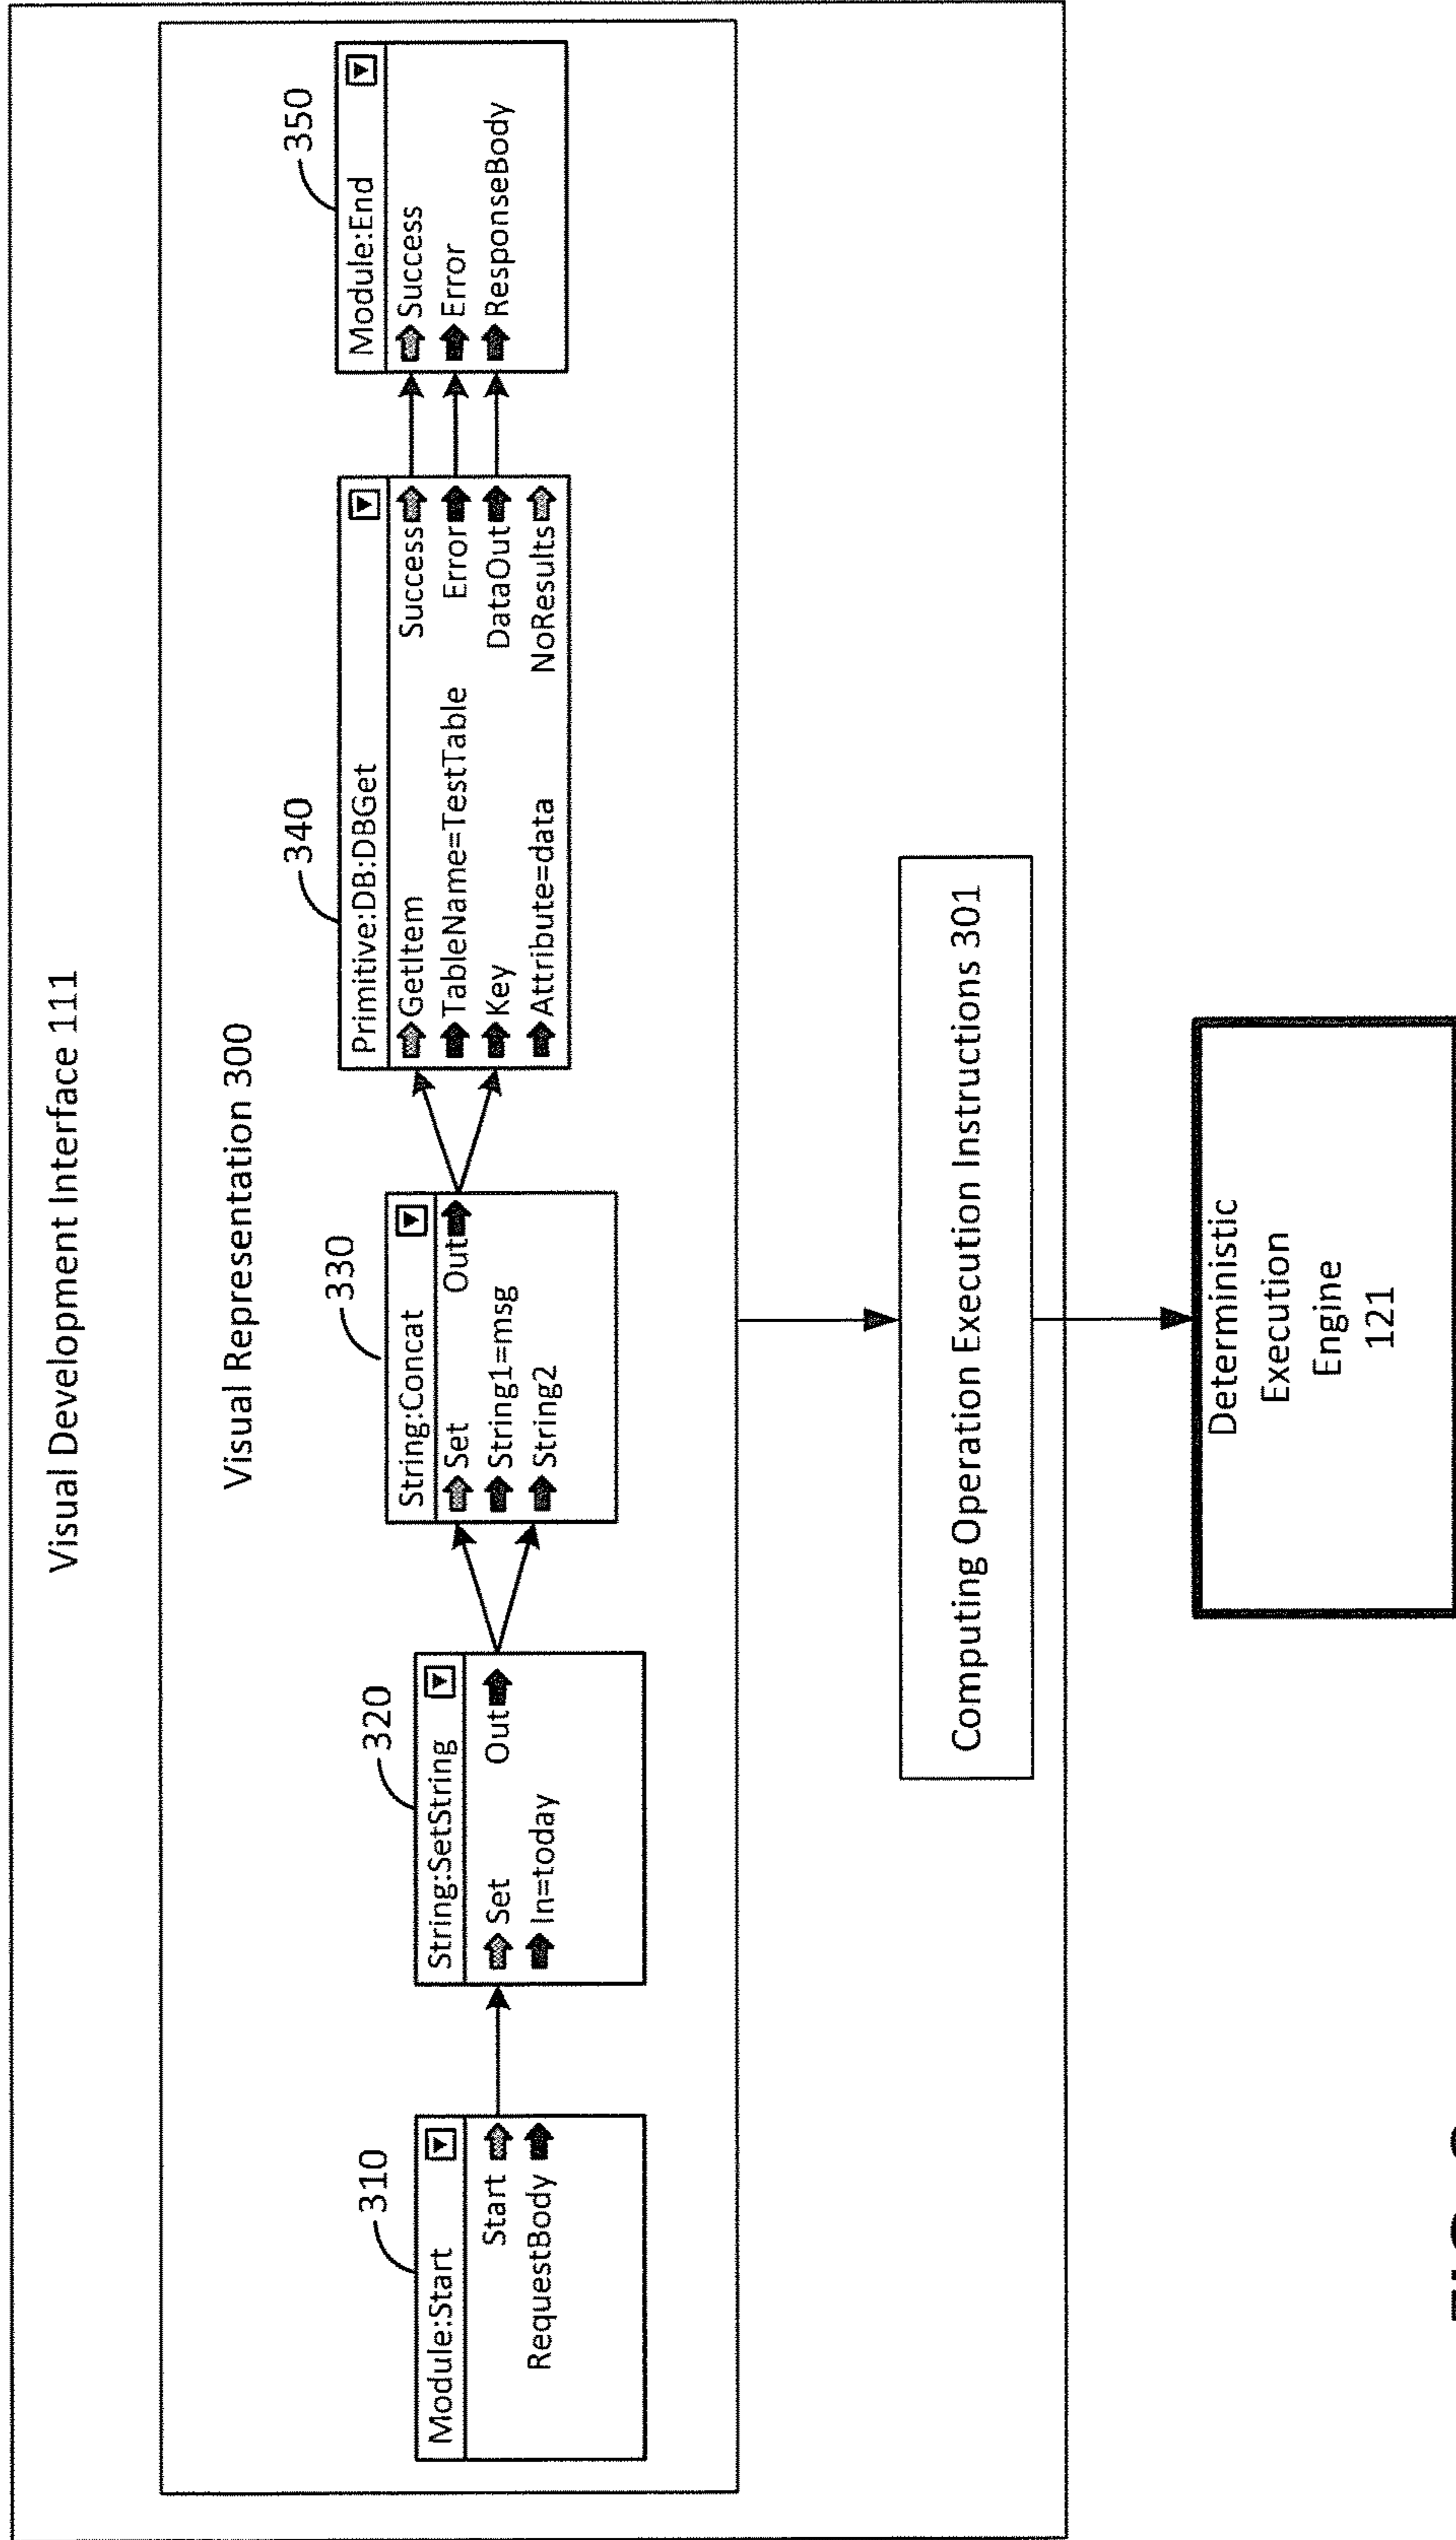 Visual Development Interface 111
Visual Representation 300
310
Module:Start
Start
RequestBody
320
String:SetString
Set
Out
In=today
330
String:Concat
Set
Out
String1=msg
String2
340
Primitive:DB:DBGet
GetItem
Success
TableName=TestTable
Error
Key
DataOut
Attribute=data
NoResults
350
Module:End
Success
Error
ResponseBody
Computing Operation Execution Instructions 301
Deterministic
Execution
Engine
121